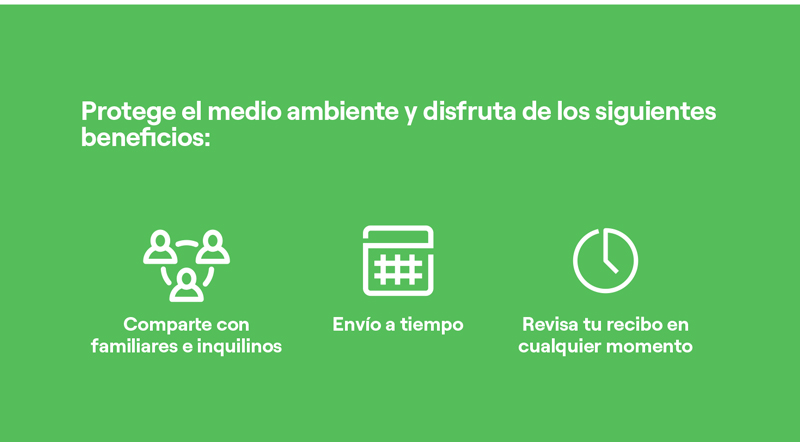 Protege el medio ambiente y disfruta de los siguientes
beneficios:
Comparte con
familiares e inquilinos
Envío a tiempo
Revisa tu recibo en
cualquier momento